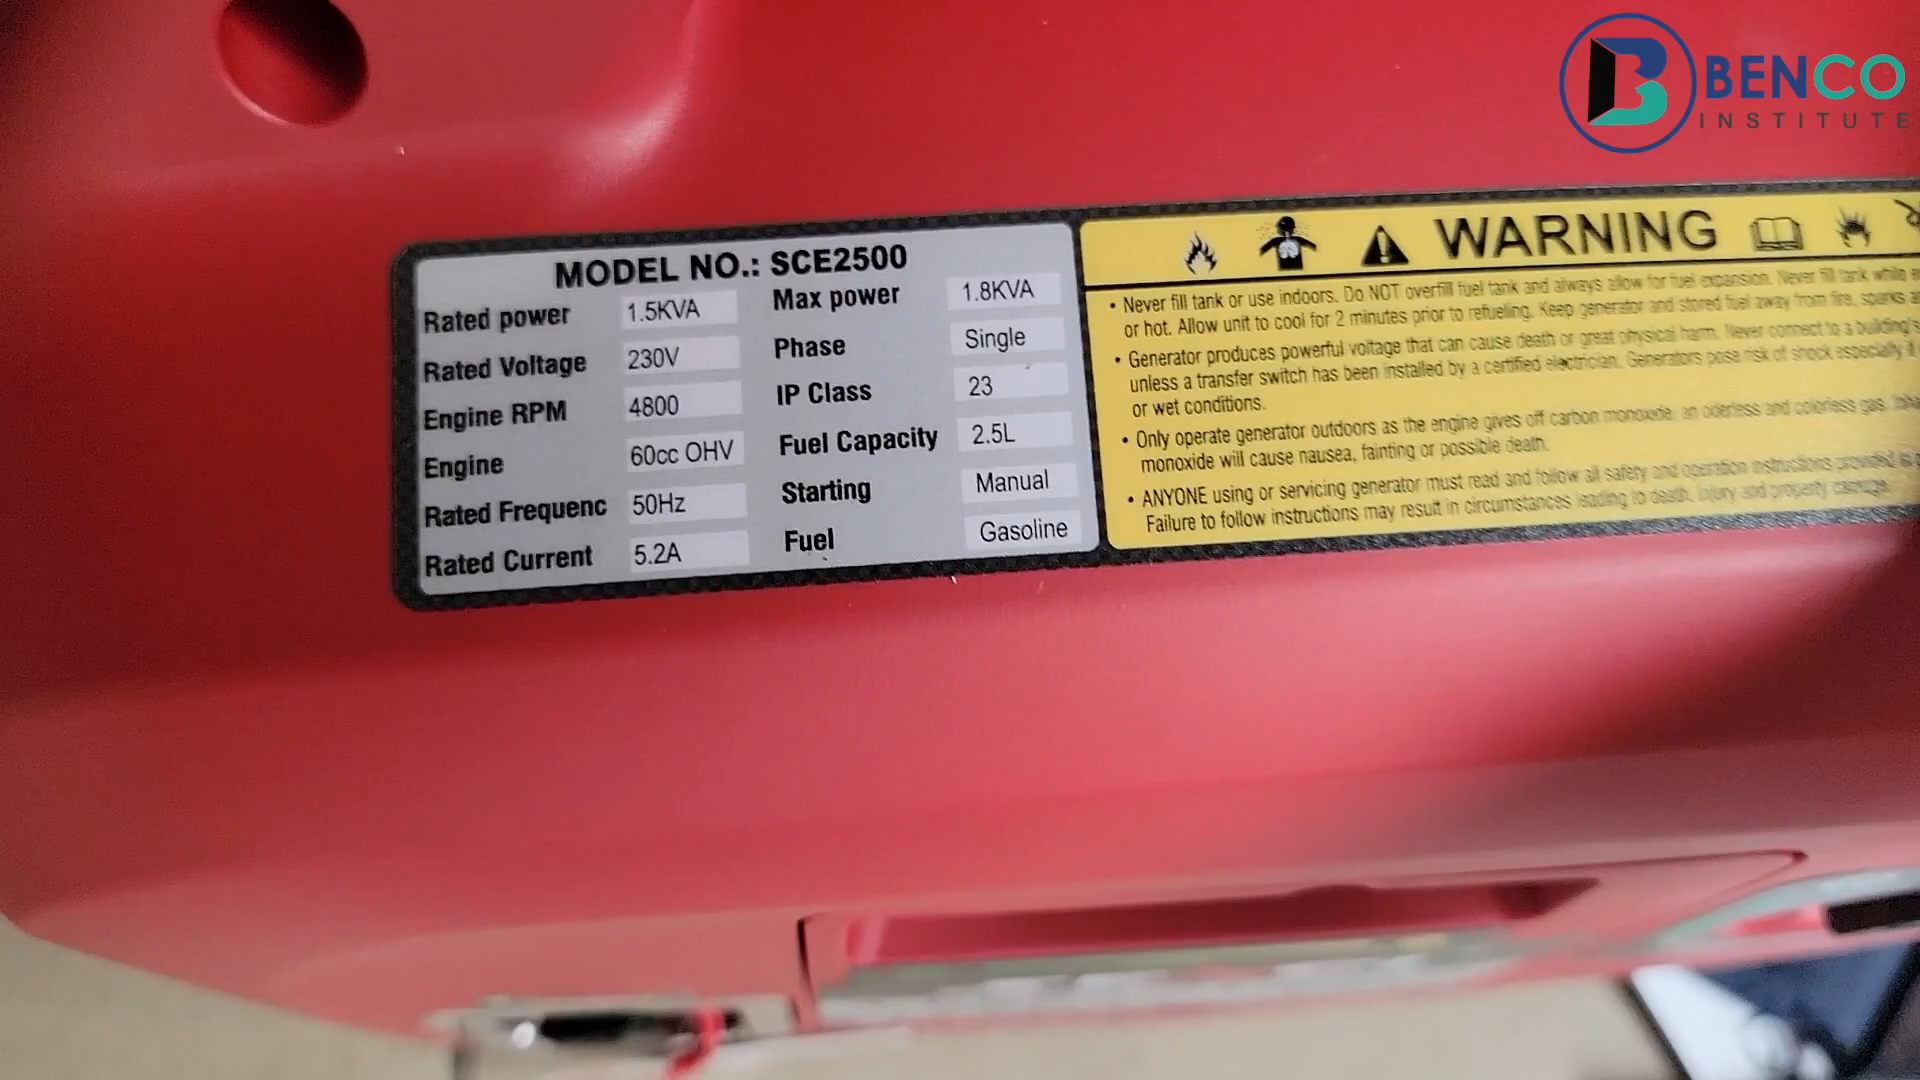 BENCO
INSTITUTE
MODEL NO.: SCE2500
Rated power 1.5KVA Max power 1.8KVA
Rated Voltage 230V Phase Single
Engine RPM 4800 IP Class 23
Engine 60cc OHV Fuel Capacity 2.5L
Rated Frequenc 50Hz Starting Manual
Rated Current 5.2A Fuel Gasoline
WARNING
• Never fill tank or use indoors. Do NOT overfill fuel tank and always allow for fuel expansion. Never fill tank while
or hot. Allow unit to cool for 2 minutes prior to refueling. Keep generator and stored fuel away from fire, sparks
• Generator produces powerful voltage that can cause death or great physical harm. Never connect to a building's
unless a transfer switch has been installed by a certified electrician. Generators pose risk of shock especially if
or wet conditions.
• Only operate generator outdoors as the engine gives off carbon monoxide, an oderless and colorless gas.
monoxide will cause nausea, fainting or possible death.
• ANYONE using or servicing generator must read and follow all safety and operation instructions provided
Failure to follow instructions may result in circumstances leading to death, injury and property damage.